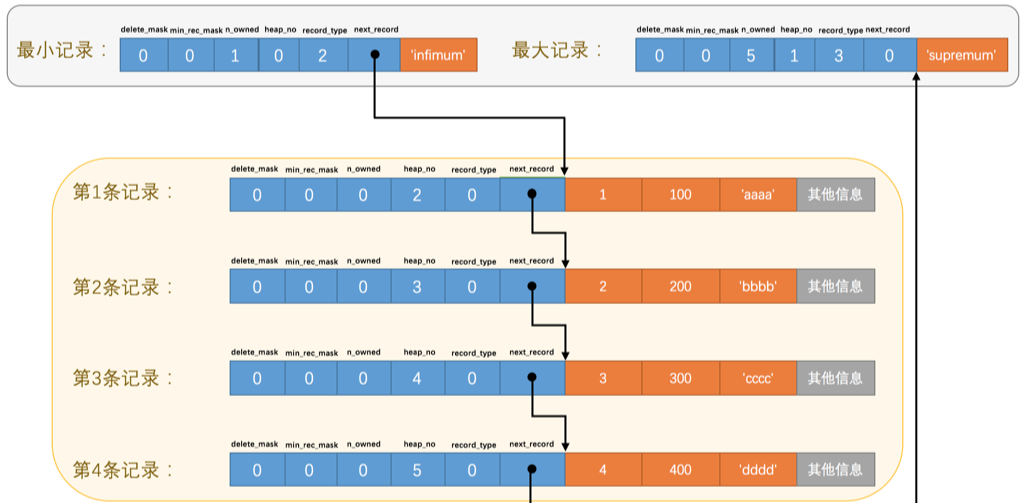 delete_mask min_rec_mask n_owned heap_no record_type next_record
最小记录： 0 0 1 0 2 'infimum'
delete_mask min_rec_mask n_owned heap_no record_type next_record
最大记录： 0 0 5 1 3 0 'supremum'
delete_mask min_rec_mask n_owned heap_no record_type next_record
第1条记录： 0 0 0 2 0 1 100 'aaaa' 其他信息
delete_mask min_rec_mask n_owned heap_no record_type next_record
第2条记录： 0 0 0 3 0 2 200 'bbbb' 其他信息
delete_mask min_rec_mask n_owned heap_no record_type next_record
第3条记录： 0 0 0 4 0 3 300 'cccc' 其他信息
delete_mask min_rec_mask n_owned heap_no record_type next_record
第4条记录： 0 0 0 5 0 4 400 'dddd' 其他信息